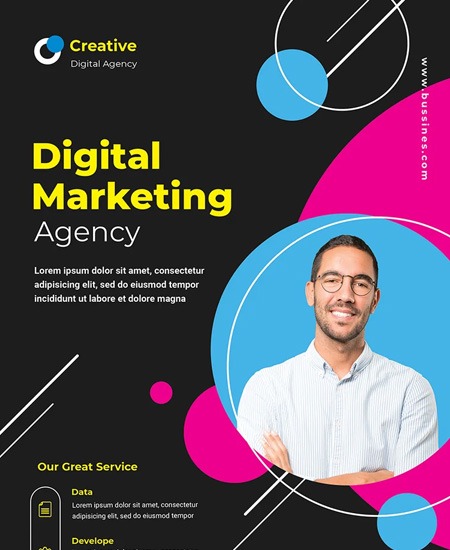 Creative
Digital Agency
www.bussines.com
Digital
Marketing
Agency
Lorem ipsum dolor sit amet, consectetur
adipisicing elit, sed do eiusmod tempor
incididunt ut labore et dolore magna
Our Great Service
Data
Lorem ipsum dolor sit amet, consectetur
adipisicing elit, sed do eiusmod tempor
Develope